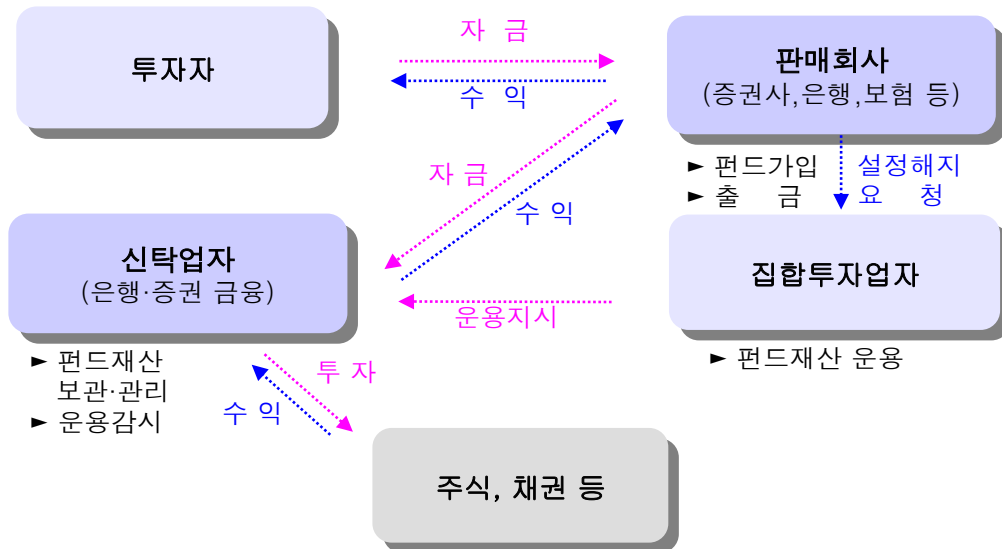 자 금
투자자
판매회사
(증권사,은행,보험 등)
수 익
► 펀드가입
► 출 금
설정해지
요 청
자 금
수 익
신탁업자
(은행·증권 금융)
집합투자업자
운용지시
► 펀드재산
보관·관리
► 운용감시
► 펀드재산 운용
투 자
수 익
주식, 채권 등